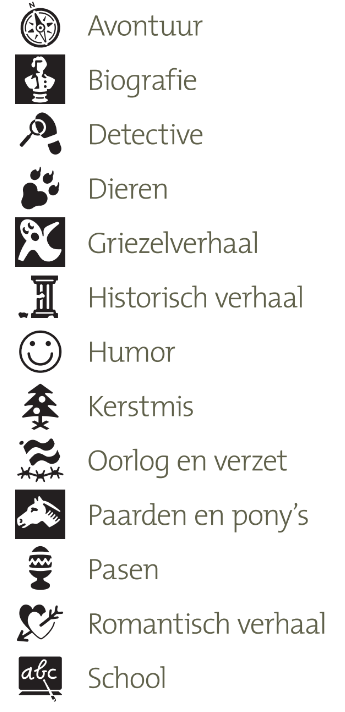 N
Avontuur
Biografie
Detective
Dieren
Griezelverhaal
Historisch verhaal
Humor
Kerstmis
Oorlog en verzet
Paarden en pony's
Pasen
Romantisch verhaal
abc
School